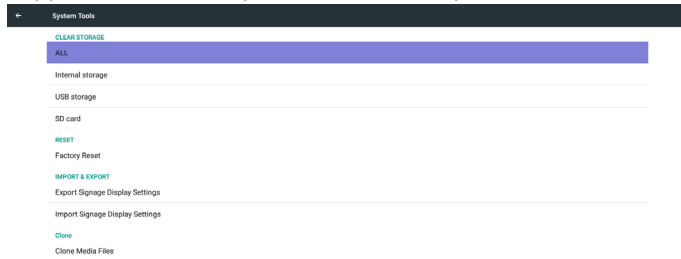 System Tools
CLEAR STORAGE
ALL
Internal storage
USB storage
SD card
RESET
Factory Reset
IMPORT & EXPORT
Export Signage Display Settings
Import Signage Display Settings
Clone
Clone Media Files